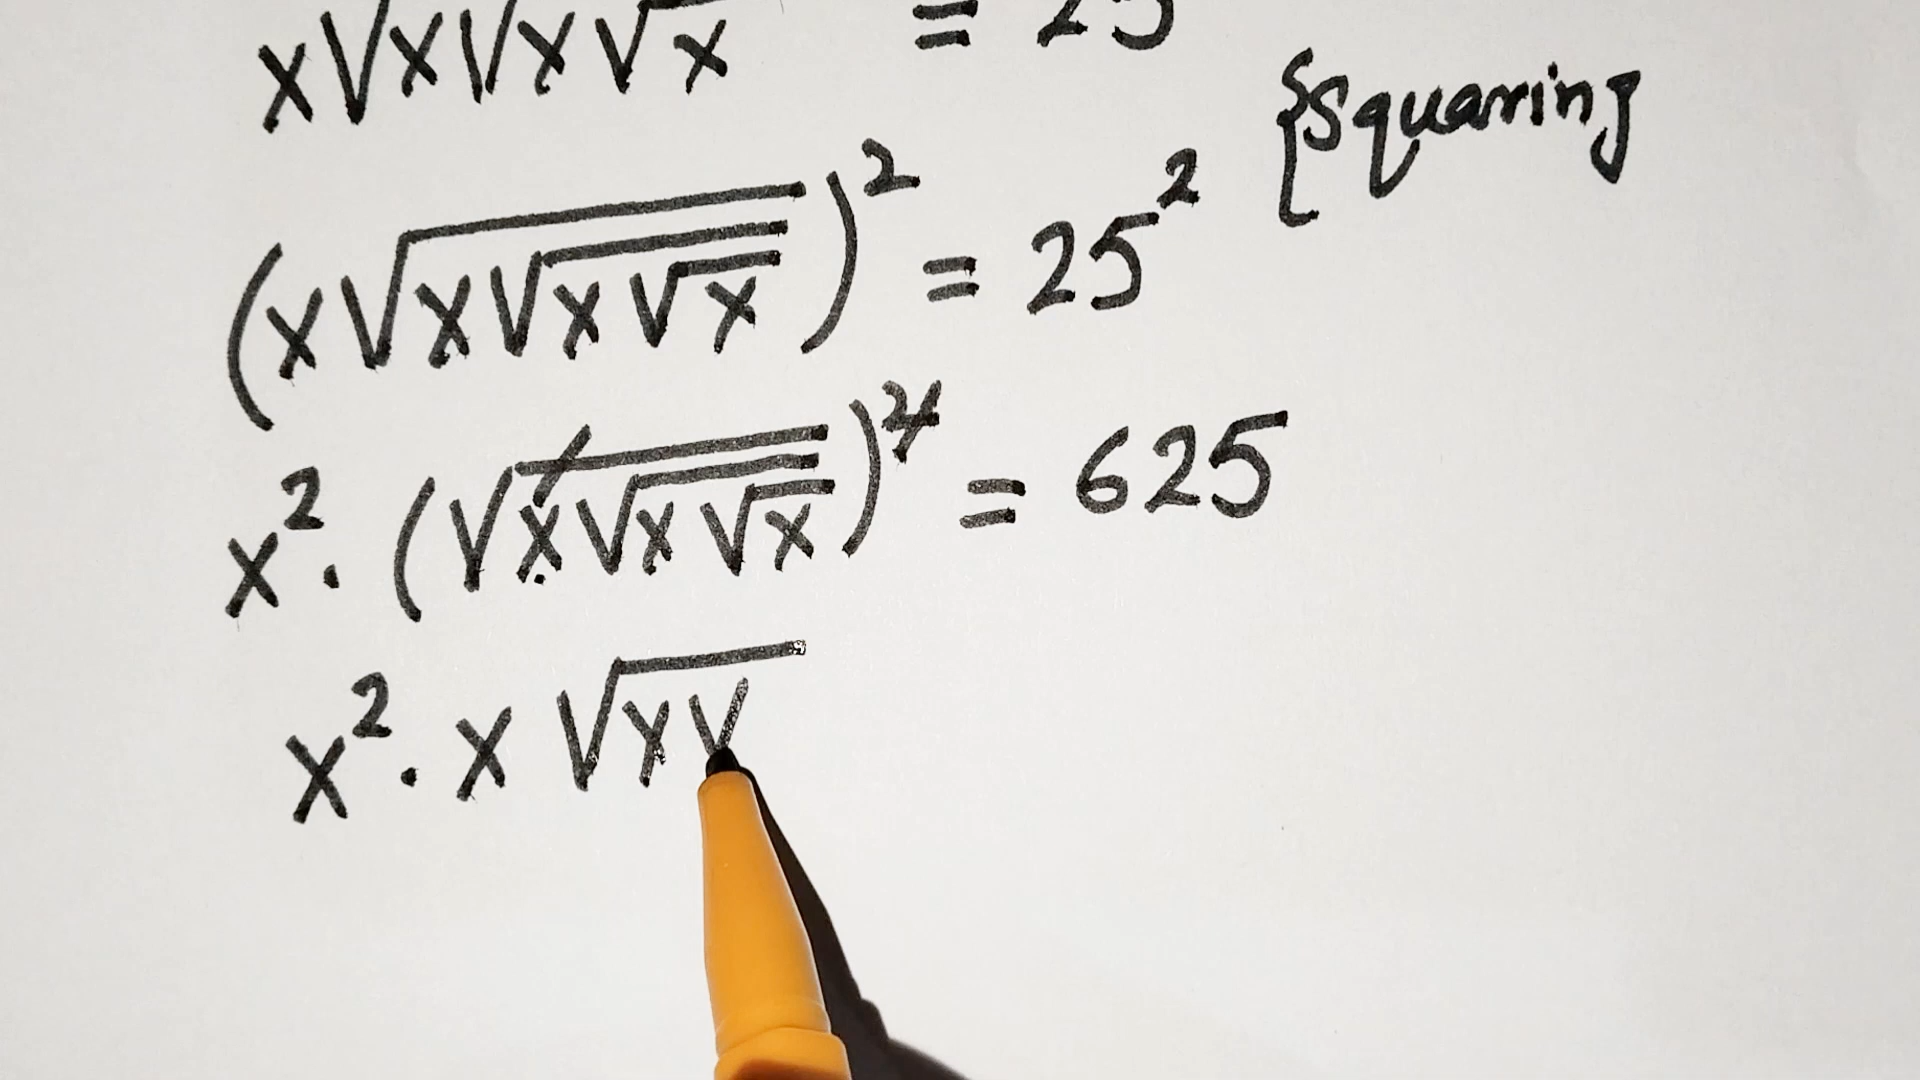 x√x√x√x = 25
{Squaring
(x√x√x√x)² = 25²
x² . (√x√x√x)² = 625
x² . x √x√